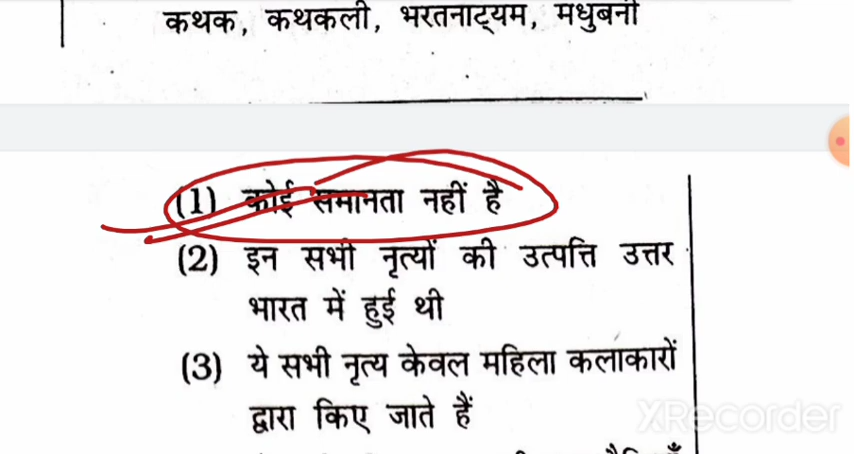 कथक, कथकली, भरतनाट्यम, मधुबनी
(1) कोई समानता नहीं है
(2) इन सभी नृत्यों की उत्पत्ति उत्तर
भारत में हुई थी
(3) ये सभी नृत्य केवल महिला कलाकारों
द्वारा किए जाते हैं
XRecorder